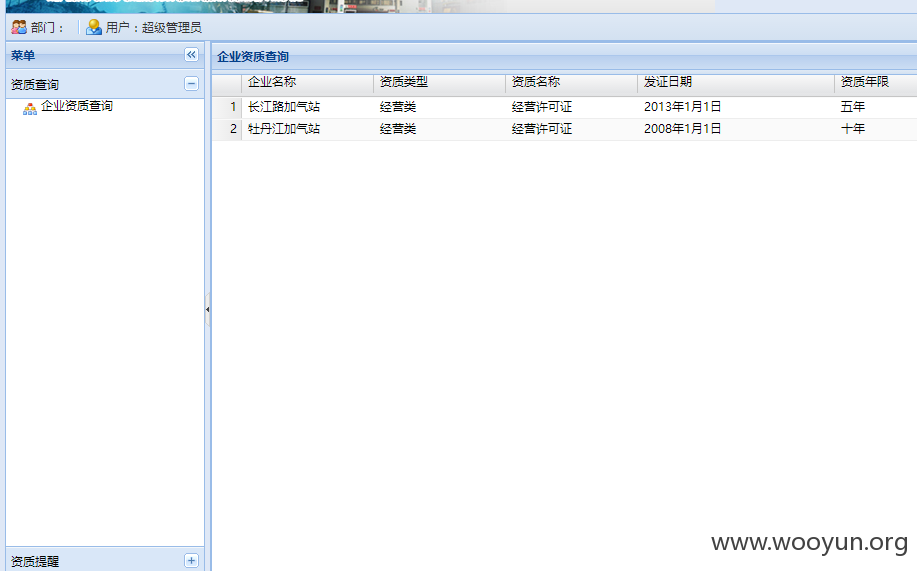 部门： 用户：超级管理员
菜单
资质查询
企业资质查询
资质提醒
企业资质查询
企业名称 资质类型 资质名称 发证日期 资质年限
1 长江路加气站 经营类 经营许可证 2013年1月1日 五年
2 牡丹江加气站 经营类 经营许可证 2008年1月1日 十年
www.wooyun.org